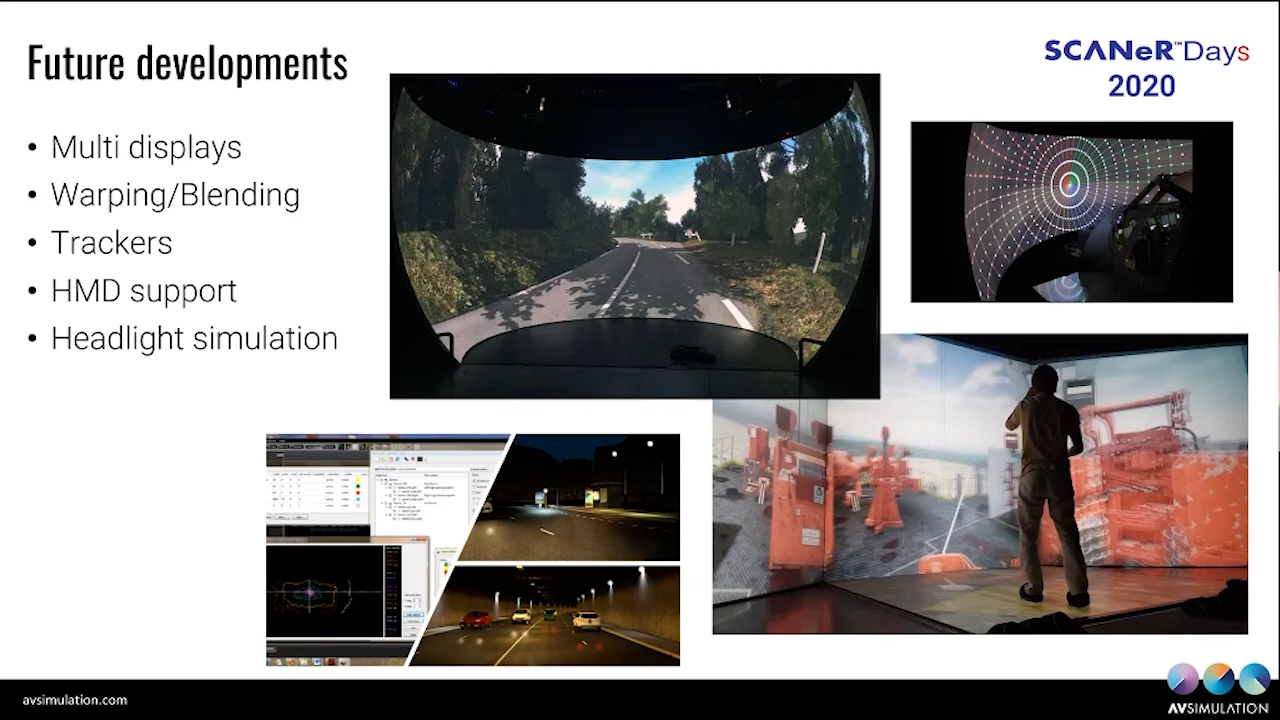 Future developments
SCANeR™Days
2020
• Multi displays
• Warping/Blending
• Trackers
• HMD support
• Headlight simulation
avsimulation.com
AVSIMULATION